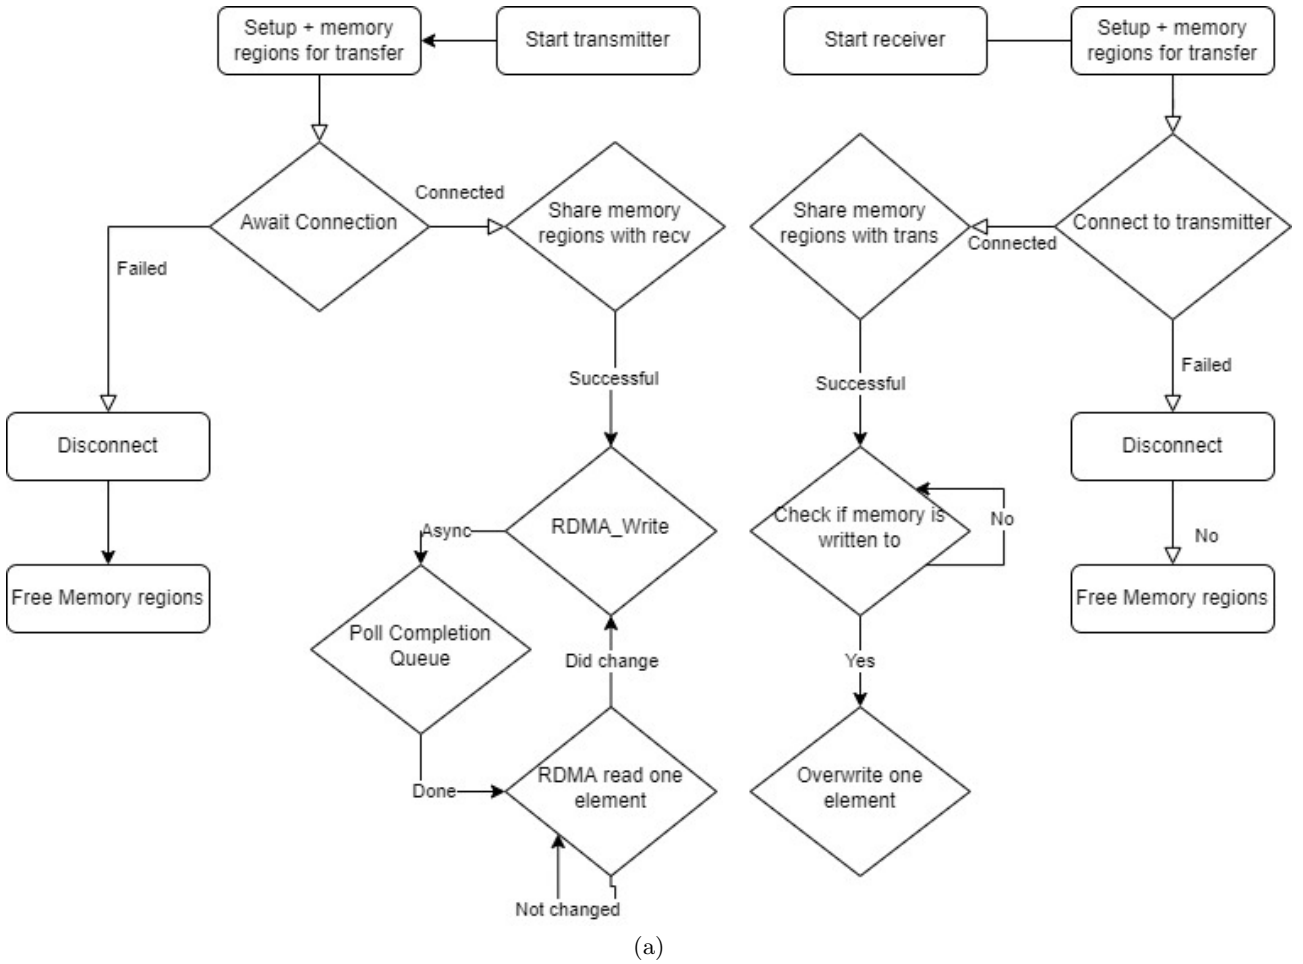 Setup + memory
regions for transfer
Start transmitter
Start receiver
Setup + memory
regions for transfer
Await Connection
Connected
Share memory
regions with recv
Share memory
regions with trans
Connected
Connect to transmitter
Failed
Successful
Successful
Failed
Disconnect
Disconnect
Async
RDMA_Write
Check if memory is
written to
No
No
Free Memory regions
Free Memory regions
Poll Completion
Queue
Did change
Yes
Done
RDMA read one
element
Overwrite one
element
Not changed
(a)